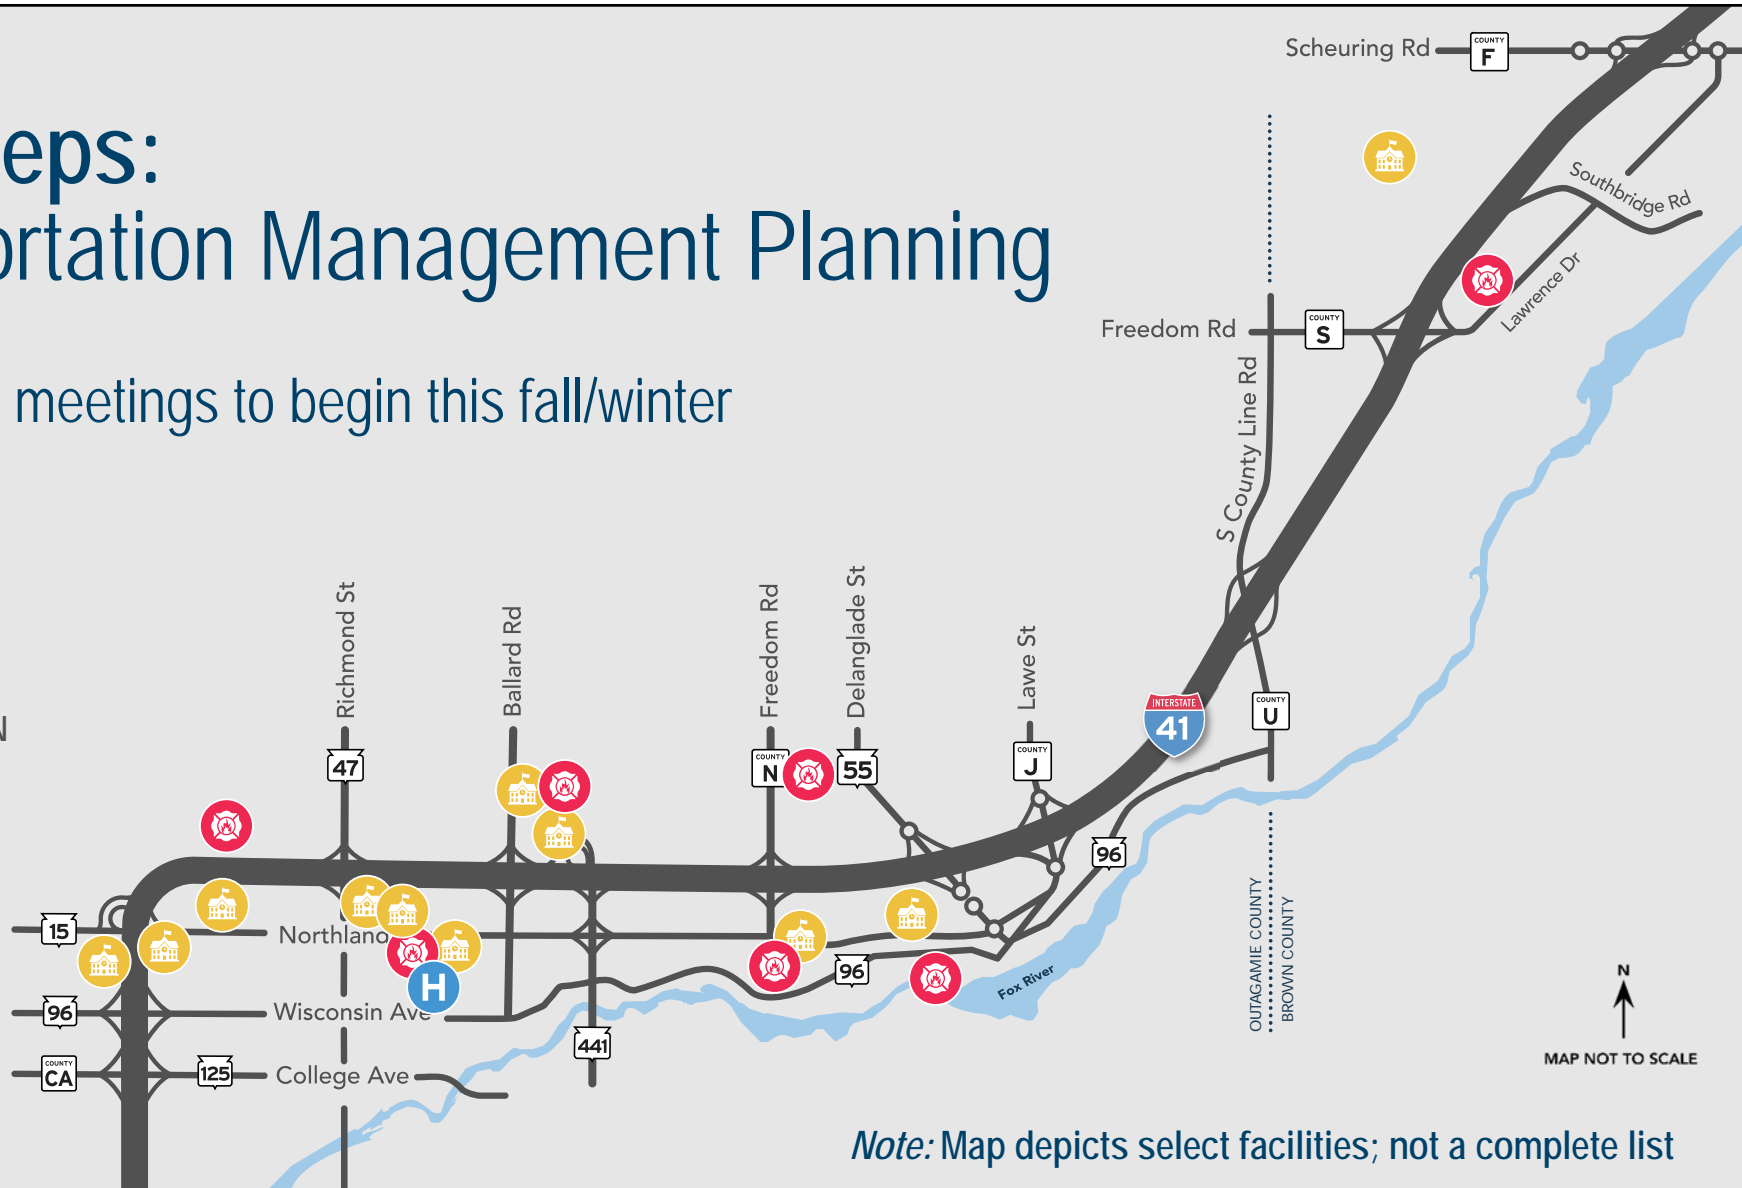 eps:
ortation Management Planning
meetings to begin this fall/winter
Scheuring Rd
COUNTY
F
Southbridge Rd
Lawrence Dr
Freedom Rd
COUNTY
S
S County Line Rd
Richmond St
Ballard Rd
Freedom Rd
Delanglade St
Lawe St
N
47
COUNTY
N
55
COUNTY
J
INTERSTATE
41
COUNTY
U
96
15
Northland
H
96
Wisconsin Ave
96
Fox River
441
COUNTY
CA
125
College Ave
OUTAGAMIE COUNTY
BROWN COUNTY
N
MAP NOT TO SCALE
Note: Map depicts select facilities; not a complete list